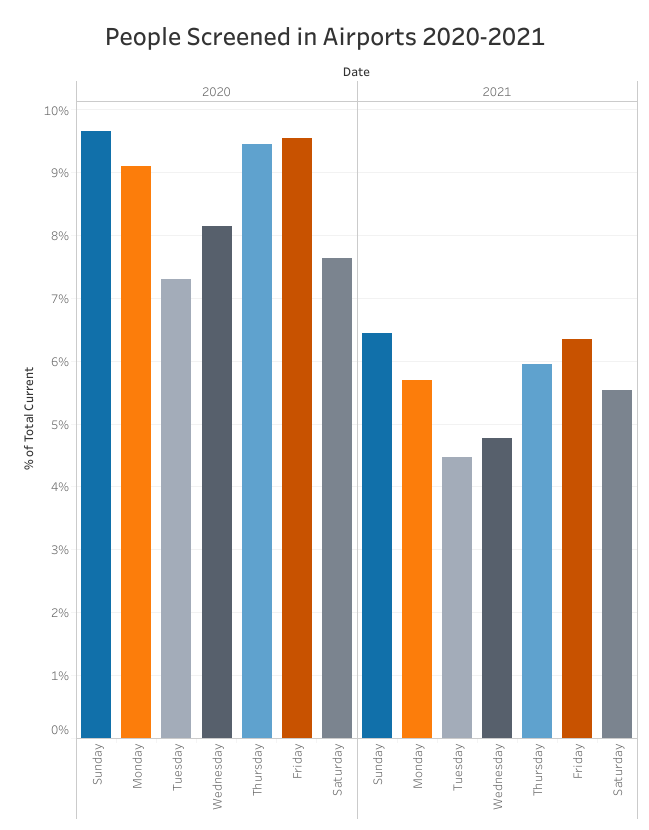 People Screened in Airports 2020-2021
Date
2020 2021
10%
9%
8%
7%
6%
5%
4%
3%
2%
1%
0%
% of Total Current
Sunday
Monday
Tuesday
Wednesday
Thursday
Friday
Saturday
Sunday
Monday
Tuesday
Wednesday
Thursday
Friday
Saturday